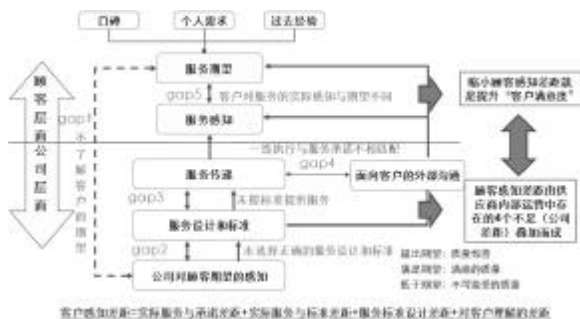 口碑
个人需求
过去经验
服务期望
gap5
客户对服务的实际感知与期望不同
服务感知
顾客层面
公司层面
gap1
不了解客户的期望
一线执行与服务承诺不相匹配
gap4
服务传递
面向客户的外部沟通
gap3
未按标准提供服务
服务设计和标准
gap2
未选择正确的服务设计和标准
公司对顾客期望的感知
缩小顾客感知差距就
是提升“客户满意度”
顾客感知差距由供
应商内部运营中存
在的4个不足(公司
差距)叠加而成
超出期望:质量惊喜
满足期望:满意的质量
低于期望:不可接受的质量
客户感知差距=实际服务与承诺差距+实际服务与标准差距+服务标准设计差距+对客户理解的差距